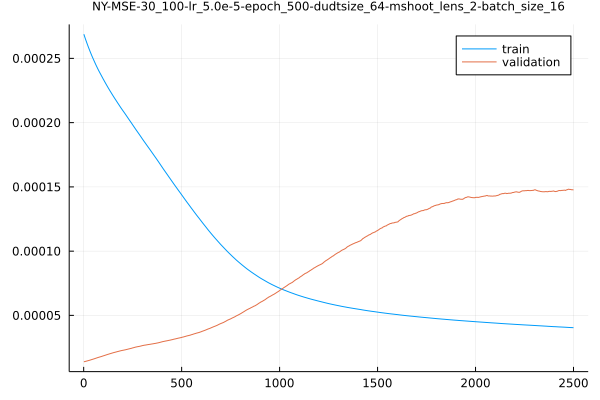 NY-MSE-30_100-lr_5.0e-5-epoch_500-dudtsize_64-mshoot_lens_2-batch_size_16
train
validation
0.00025
0.00020
0.00015
0.00010
0.00005
0 500 1000 1500 2000 2500